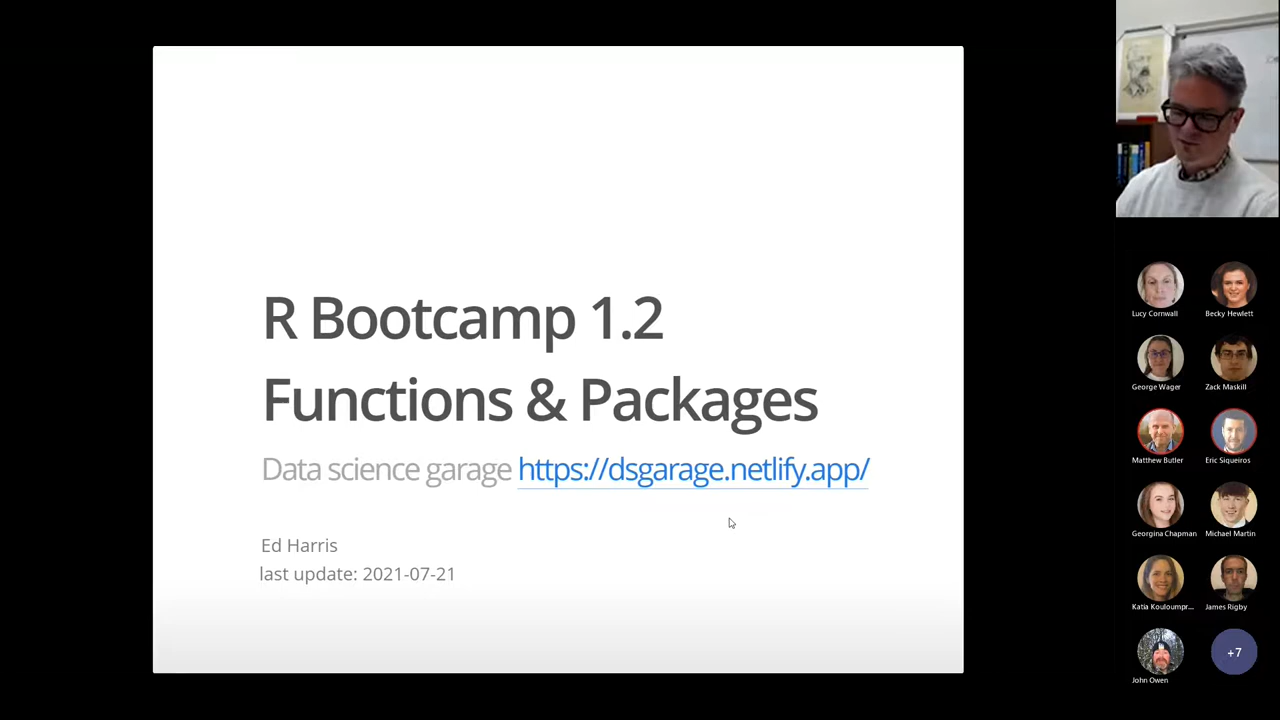 R Bootcamp 1.2
Functions & Packages
Data science garage https://dsgarage.netlify.app/
Ed Harris
last update: 2021-07-21
Lucy Cornwall
Becky Hewlett
George Wager
Zack Maskill
Matthew Butler
Eric Siqueiros
Georgina Chapman
Michael Martin
Katia Kouloumpr...
James Rigby
John Owen
+7